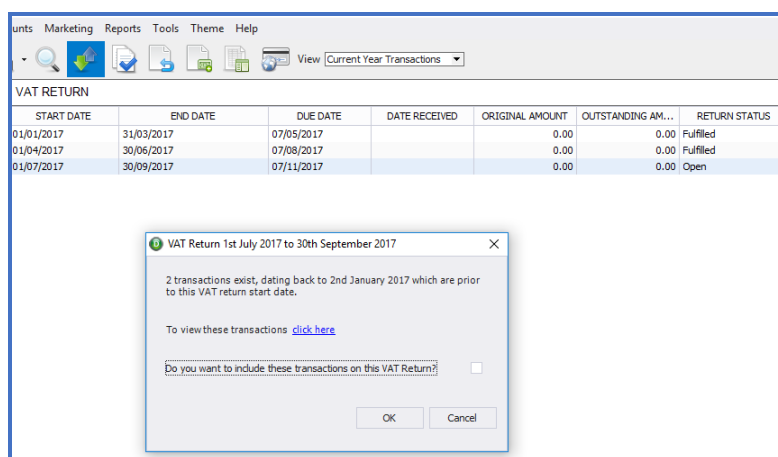 unts Marketing Reports Tools Theme Help
View Current Year Transactions
VAT RETURN
START DATE END DATE DUE DATE DATE RECEIVED ORIGINAL AMOUNT OUTSTANDING AM... RETURN STATUS
01/01/2017 31/03/2017 07/05/2017 0.00 0.00 Fulfilled
01/04/2017 30/06/2017 07/08/2017 0.00 0.00 Fulfilled
01/07/2017 30/09/2017 07/11/2017 0.00 0.00 Open
VAT Return 1st July 2017 to 30th September 2017
2 transactions exist, dating back to 2nd January 2017 which are prior
to this VAT return start date.
To view these transactions click here
Do you want to include these transactions on this VAT Return?
OK Cancel